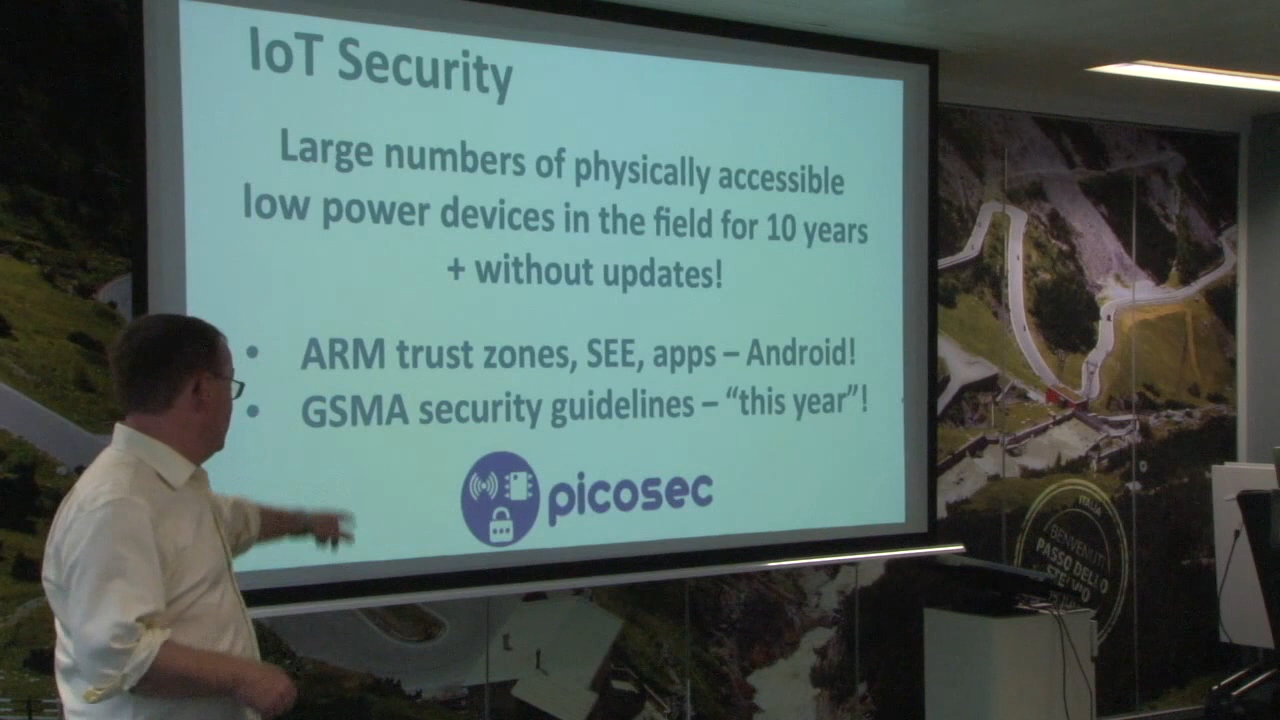 IoT Security
Large numbers of physically accessible
low power devices in the field for 10 years
+ without updates!
• ARM trust zones, SEE, apps – Android!
• GSMA security guidelines – “this year”!
picosec
ITALIA
BENVENUTI
PASSO DELLO